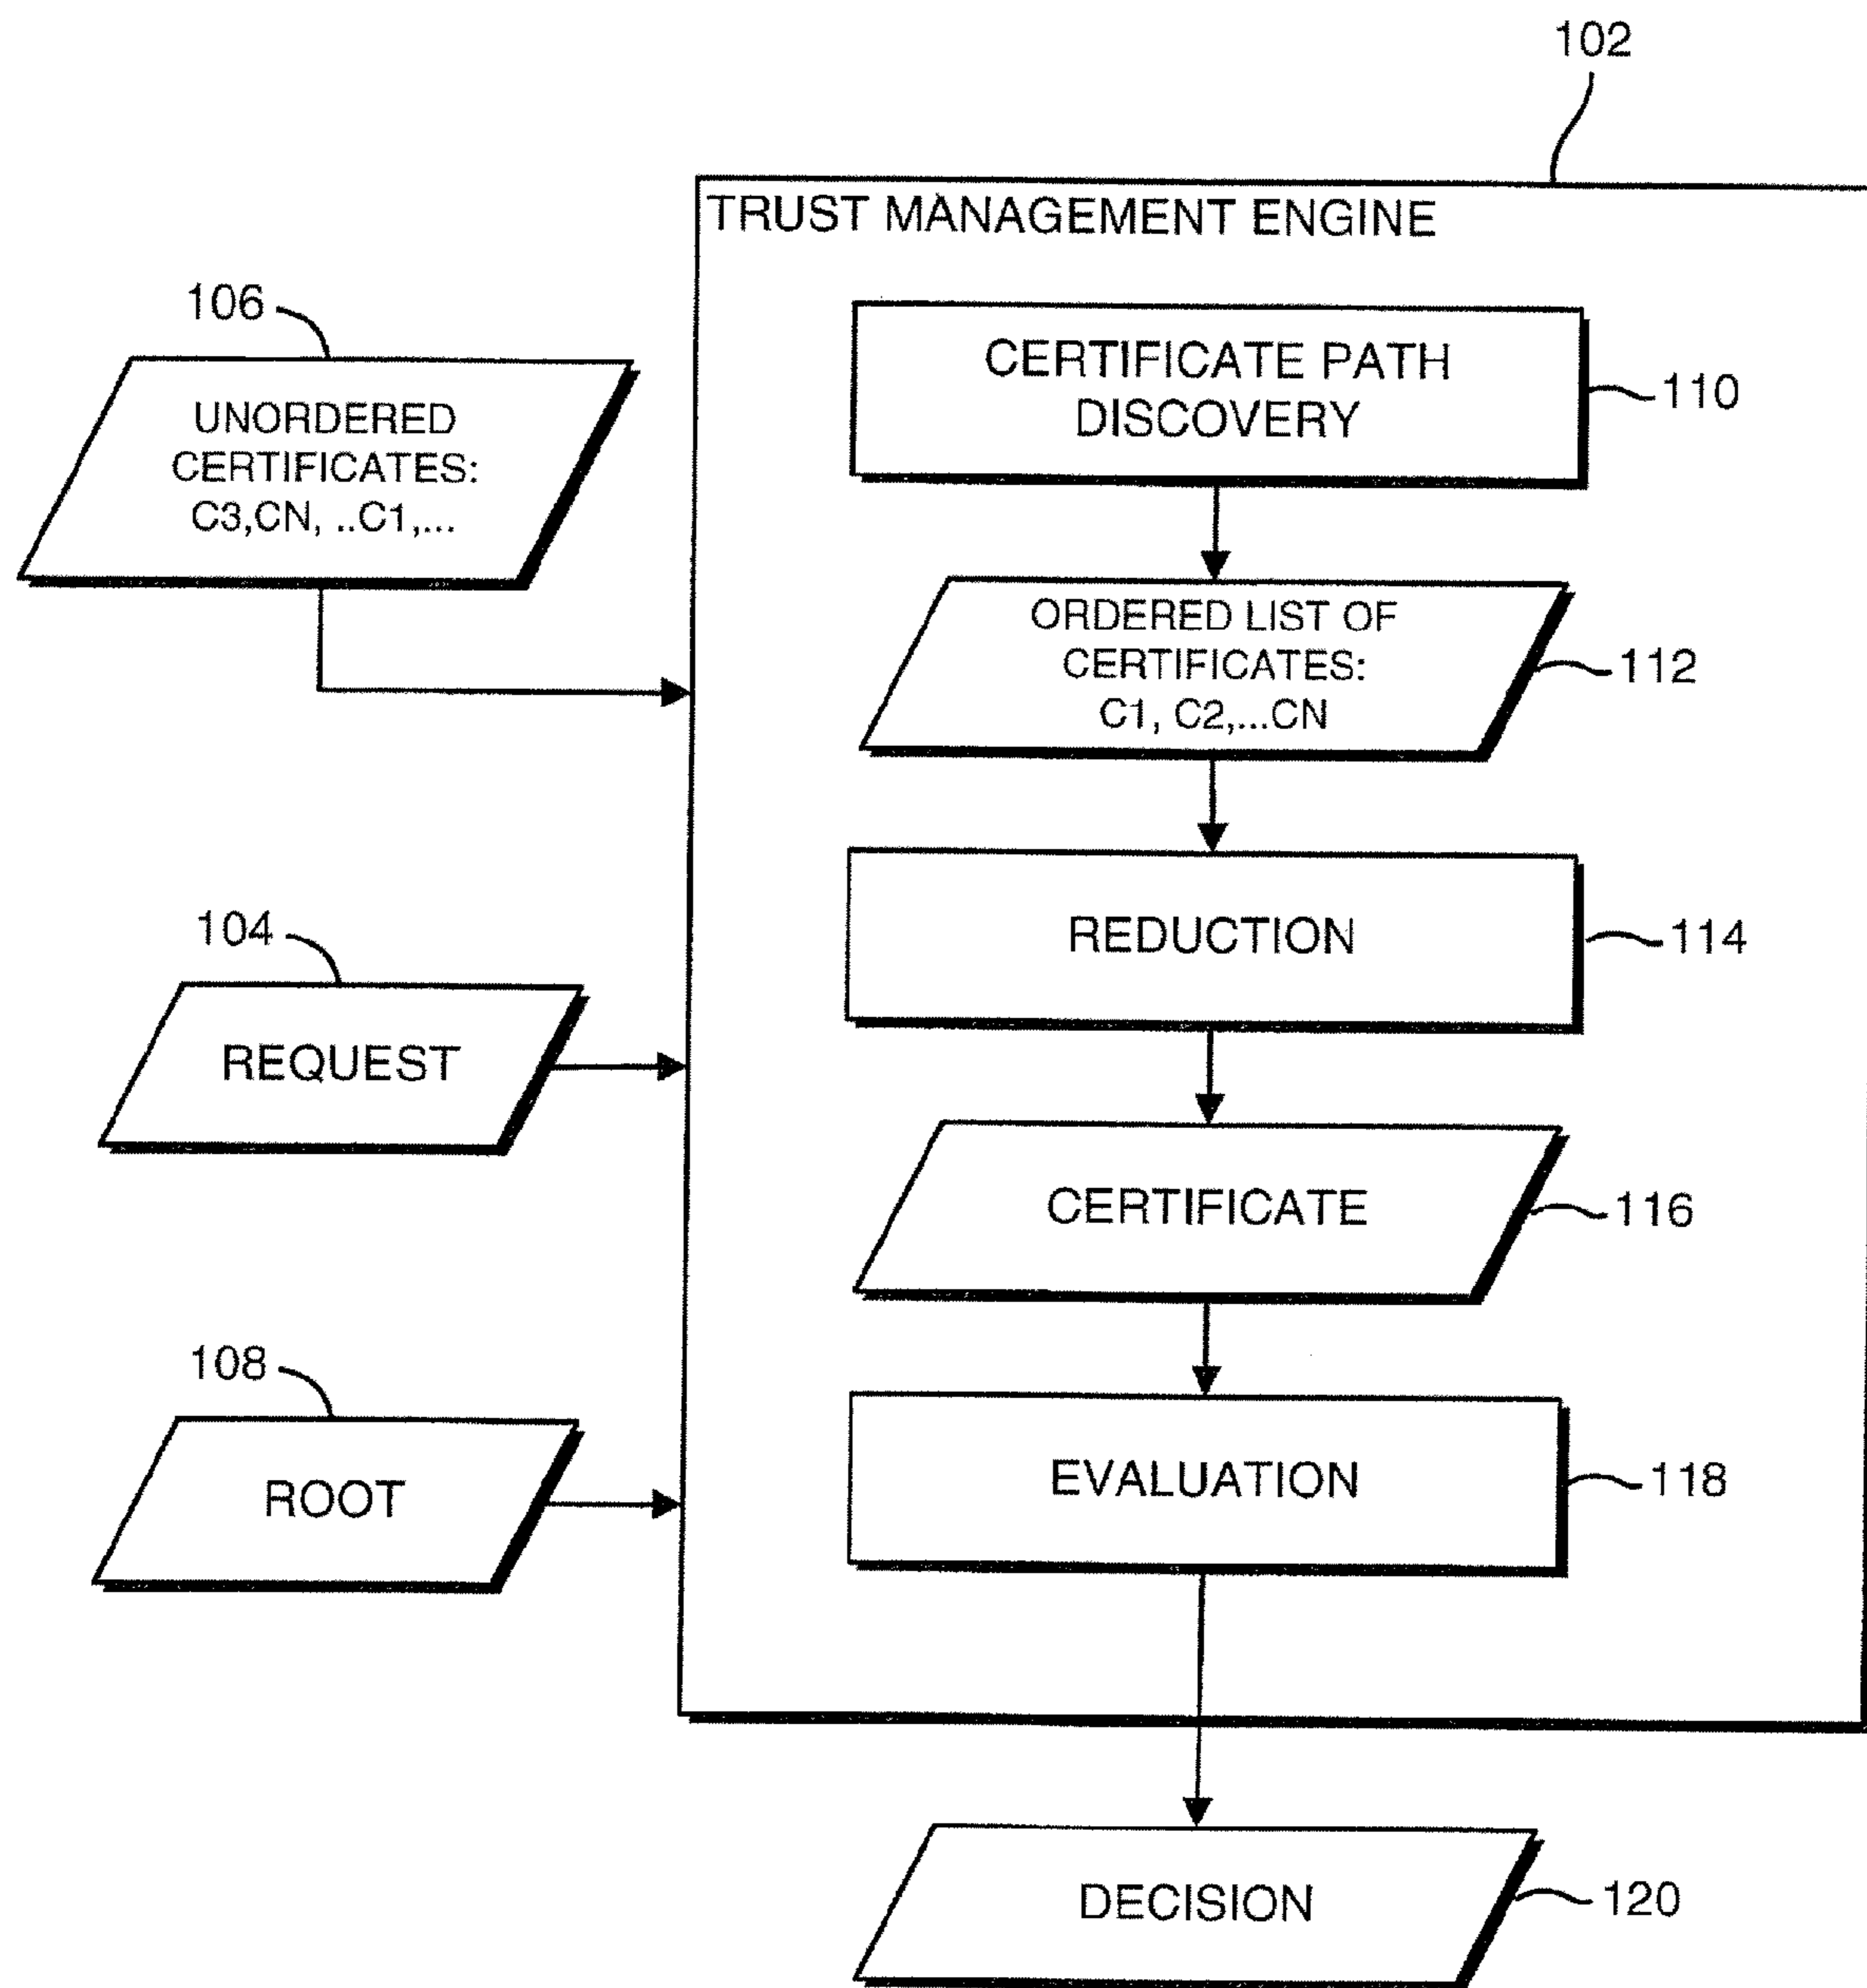 102
TRUST MANAGEMENT ENGINE
106
UNORDERED
CERTIFICATES:
C3,CN, ..C1,...
CERTIFICATE PATH
DISCOVERY
110
ORDERED LIST OF
CERTIFICATES:
C1, C2,...CN
112
104
REQUEST
REDUCTION
114
CERTIFICATE
116
108
ROOT
EVALUATION
118
DECISION
120